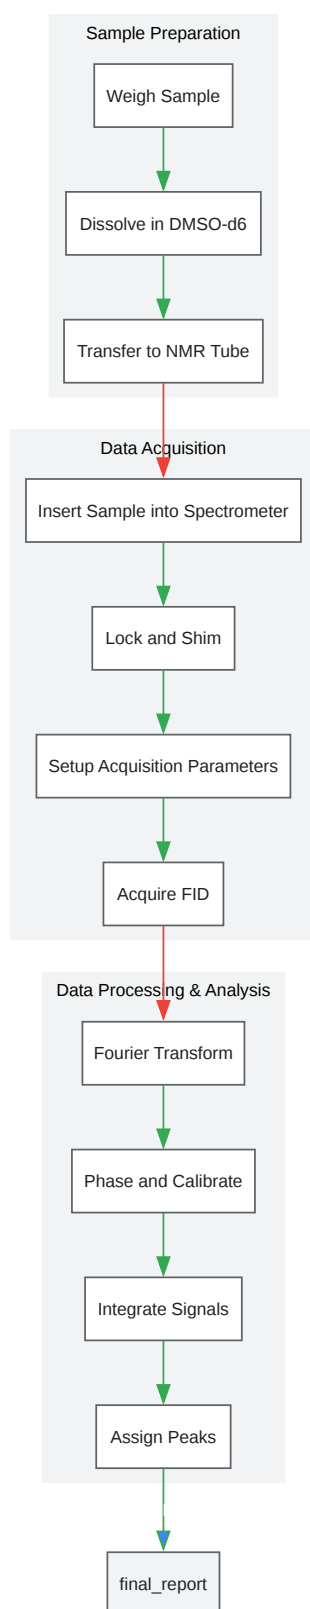 Sample Preparation
Weigh Sample
Dissolve in DMSO-d6
Transfer to NMR Tube
Data Acquisition
Insert Sample into Spectrometer
Lock and Shim
Setup Acquisition Parameters
Acquire FID
Data Processing & Analysis
Fourier Transform
Phase and Calibrate
Integrate Signals
Assign Peaks
final_report